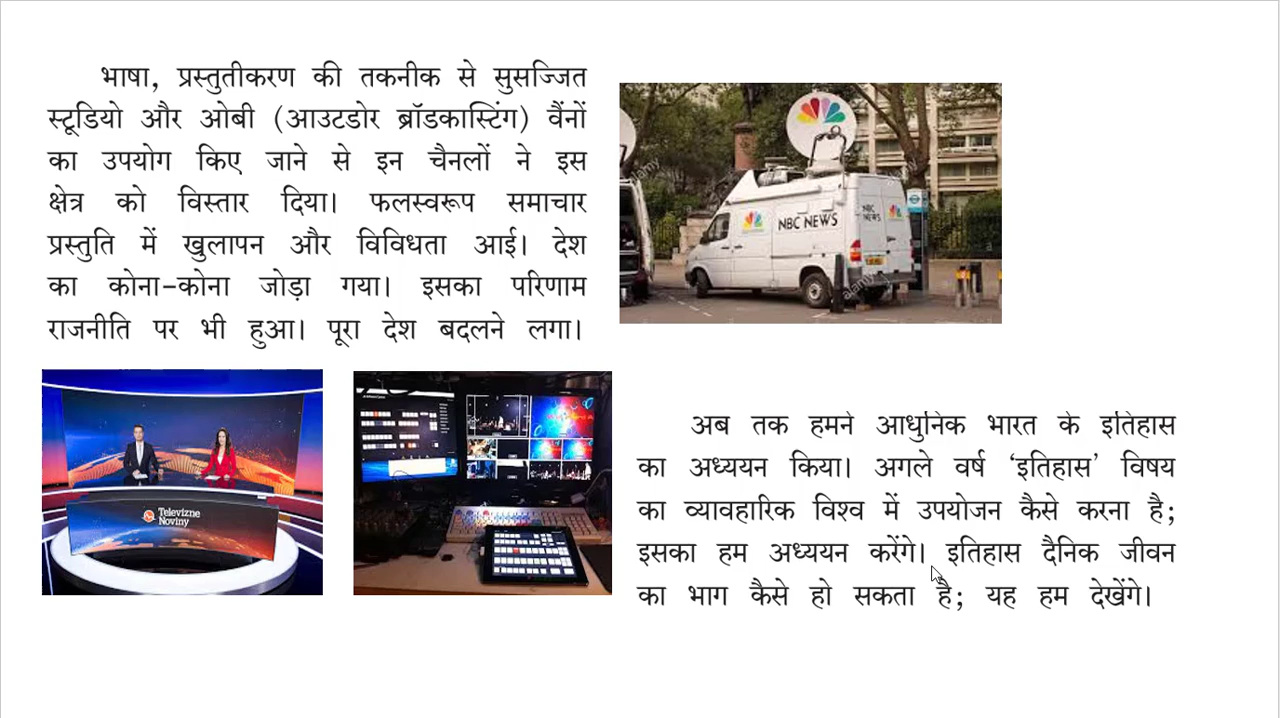 भाषा, प्रस्तुतीकरण की तकनीक से सुसज्जित
स्टूडियो और ओबी (आउटडोर ब्रॉडकास्टिंग) वैंनों
का उपयोग किए जाने से इन चैनलों ने इस
क्षेत्र को विस्तार दिया। फलस्वरूप समाचार
प्रस्तुति में खुलापन और विविधता आई। देश
का कोना-कोना जोड़ा गया। इसका परिणाम
राजनीति पर भी हुआ। पूरा देश बदलने लगा।
NBC NEWS
NBC
NEWS
alamy
alamy
Televizne
Noviny
अब तक हमने आधुनिक भारत के इतिहास
का अध्ययन किया। अगले वर्ष ‘इतिहास’ विषय
का व्यावहारिक विश्व में उपयोजन कैसे करना है;
इसका हम अध्ययन करेंगे। इतिहास दैनिक जीवन
का भाग कैसे हो सकता है; यह हम देखेंगे।